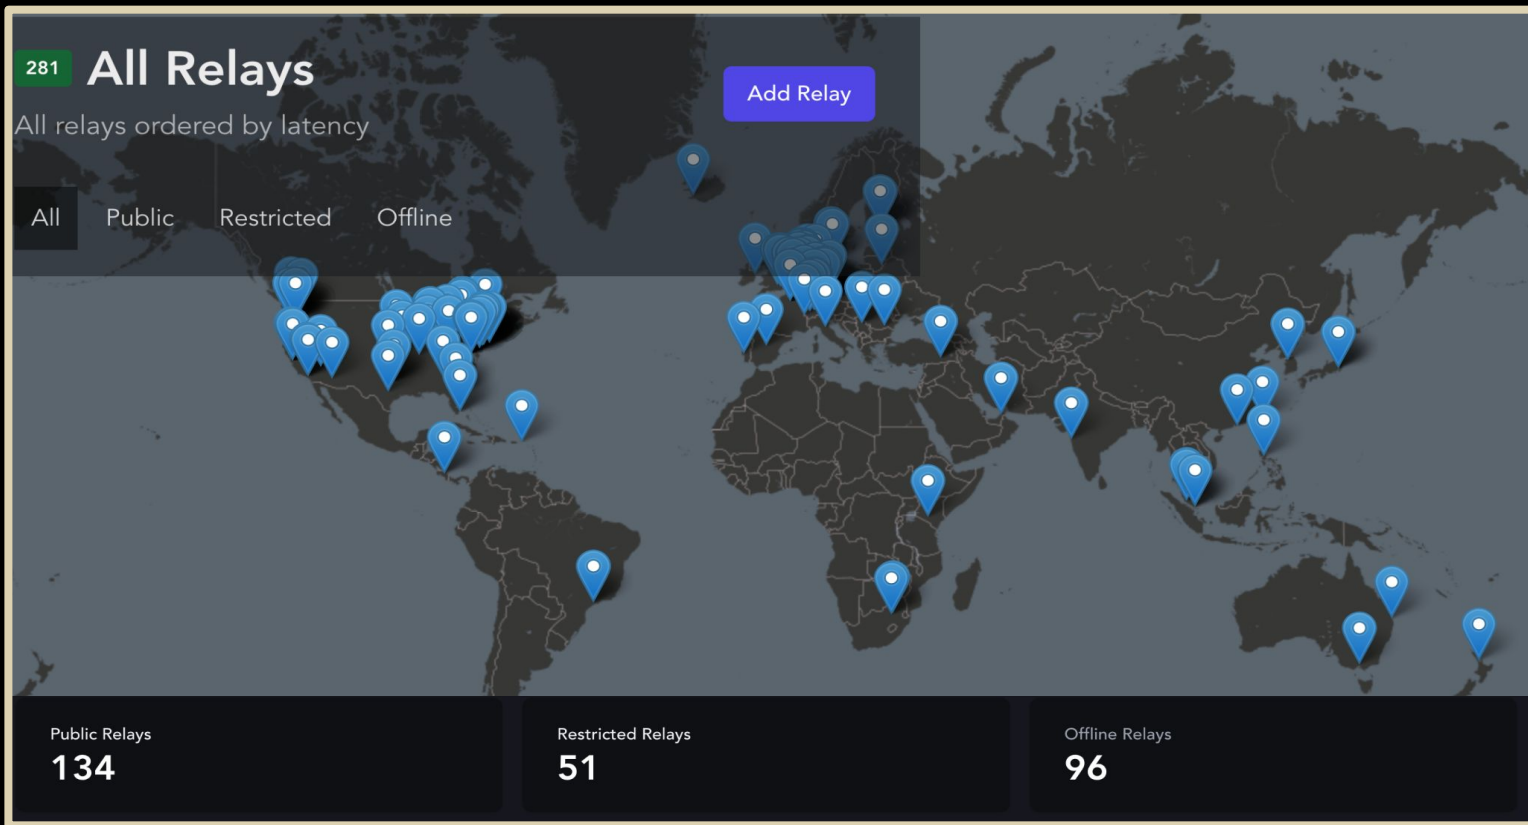 281 All Relays
All relays ordered by latency
Add Relay
All Public Restricted Offline
Public Relays
134
Restricted Relays
51
Offline Relays
96